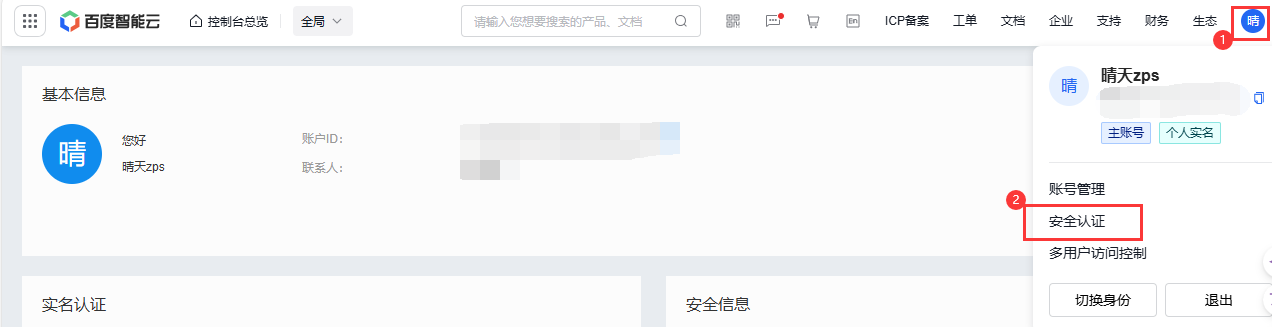 百度智能云 控制台总览 全局 请输入您想要搜索的产品、文档 En ICP备案 工单 文档 企业 支持 财务 生态 晴
1
晴 晴天zps
主账号 个人实名
基本信息
晴 您好 账户ID：
晴天zps 联系人：
账号管理
2
安全认证
多用户访问控制
切换身份 退出
实名认证 安全信息